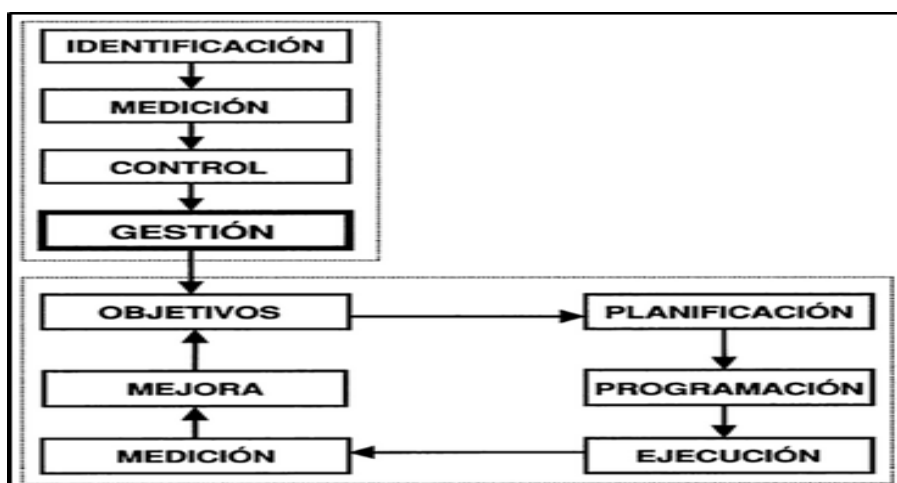 IDENTIFICACIÓN
MEDICIÓN
CONTROL
GESTIÓN
OBJETIVOS
PLANIFICACIÓN
MEJORA
PROGRAMACIÓN
MEDICIÓN
EJECUCIÓN